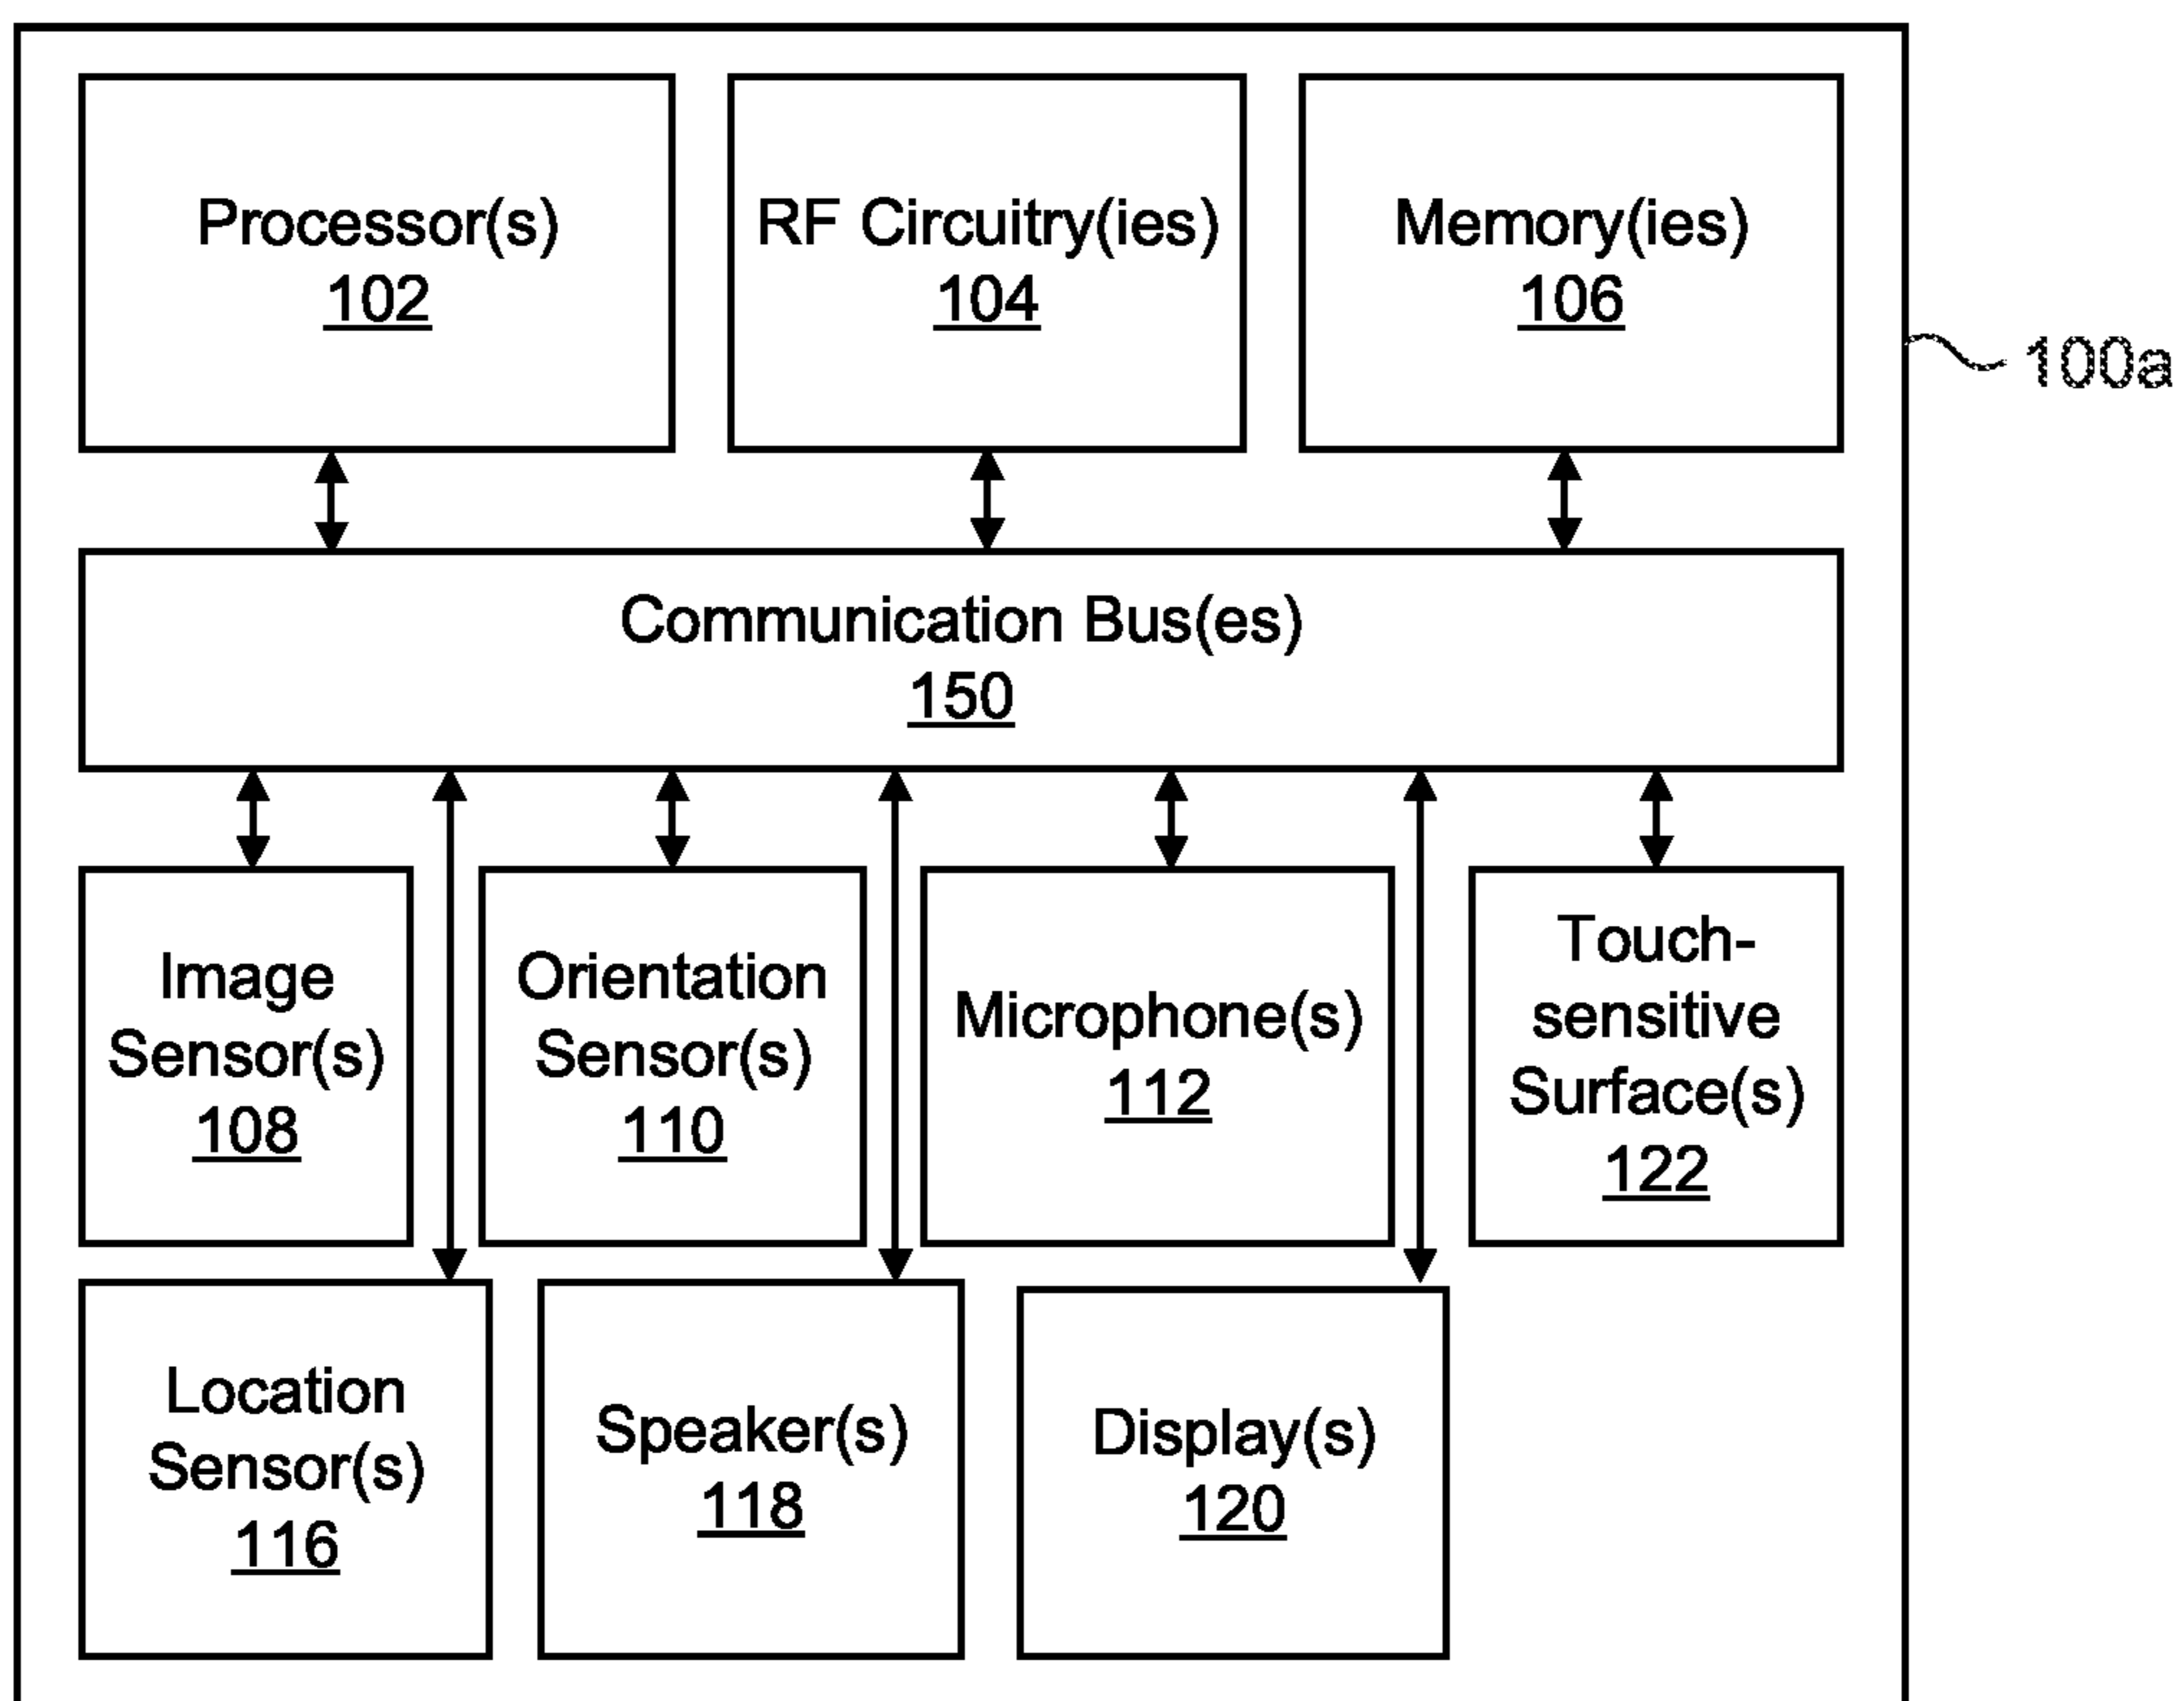 Processor(s)
102
RF Circuitry(ies)
104
Memory(ies)
106
100a
Communication Bus(es)
150
Image
Sensor(s)
108
Orientation
Sensor(s)
110
Microphone(s)
112
Touch-
sensitive
Surface(s)
122
Location
Sensor(s)
116
Speaker(s)
118
Display(s)
120